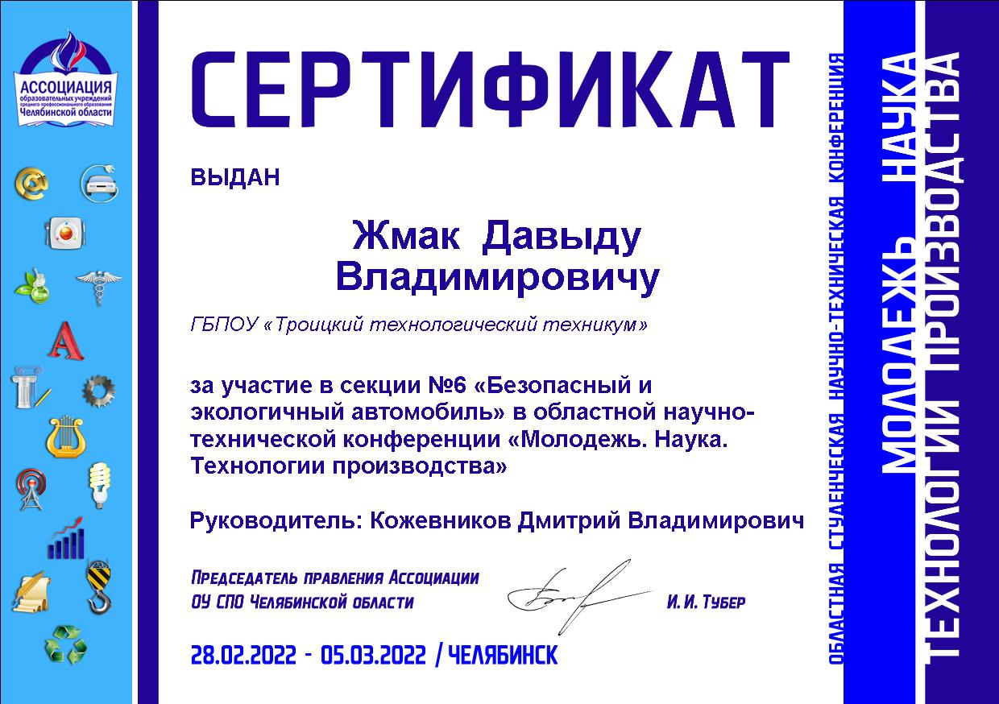 АССОЦИАЦИЯ
образовательных учреждений
среднего профессионального образования
Челябинской области
СЕРТИФИКАТ
ВЫДАН
Жмак Давыду
Владимировичу
ГБПОУ «Троицкий технологический техникум»
за участие в секции №6 «Безопасный и
экологичный автомобиль» в областной научно-
технической конференции «Молодежь. Наука.
Технологии производства»
Руководитель: Кожевников Дмитрий Владимирович
Председатель правления Ассоциации
ОУ СПО Челябинской области
И. И. Тубер
28.02.2022 - 05.03.2022 / ЧЕЛЯБИНСК
ОБЛАСТНАЯ СТУДЕНЧЕСКАЯ НАУЧНО-ТЕХНИЧЕСКАЯ КОНФЕРЕНЦИЯ
МОЛОДЕЖЬ НАУКА
ТЕХНОЛОГИИ ПРОИЗВОДСТВА